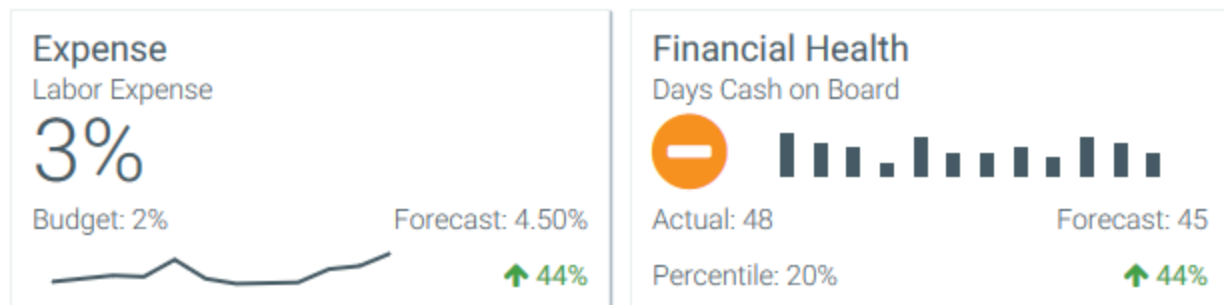 Expense
Labor Expense
3%
Budget: 2%
Forecast: 4.50%
44%
Financial Health
Days Cash on Board
Actual: 48
Forecast: 45
Percentile: 20%
44%